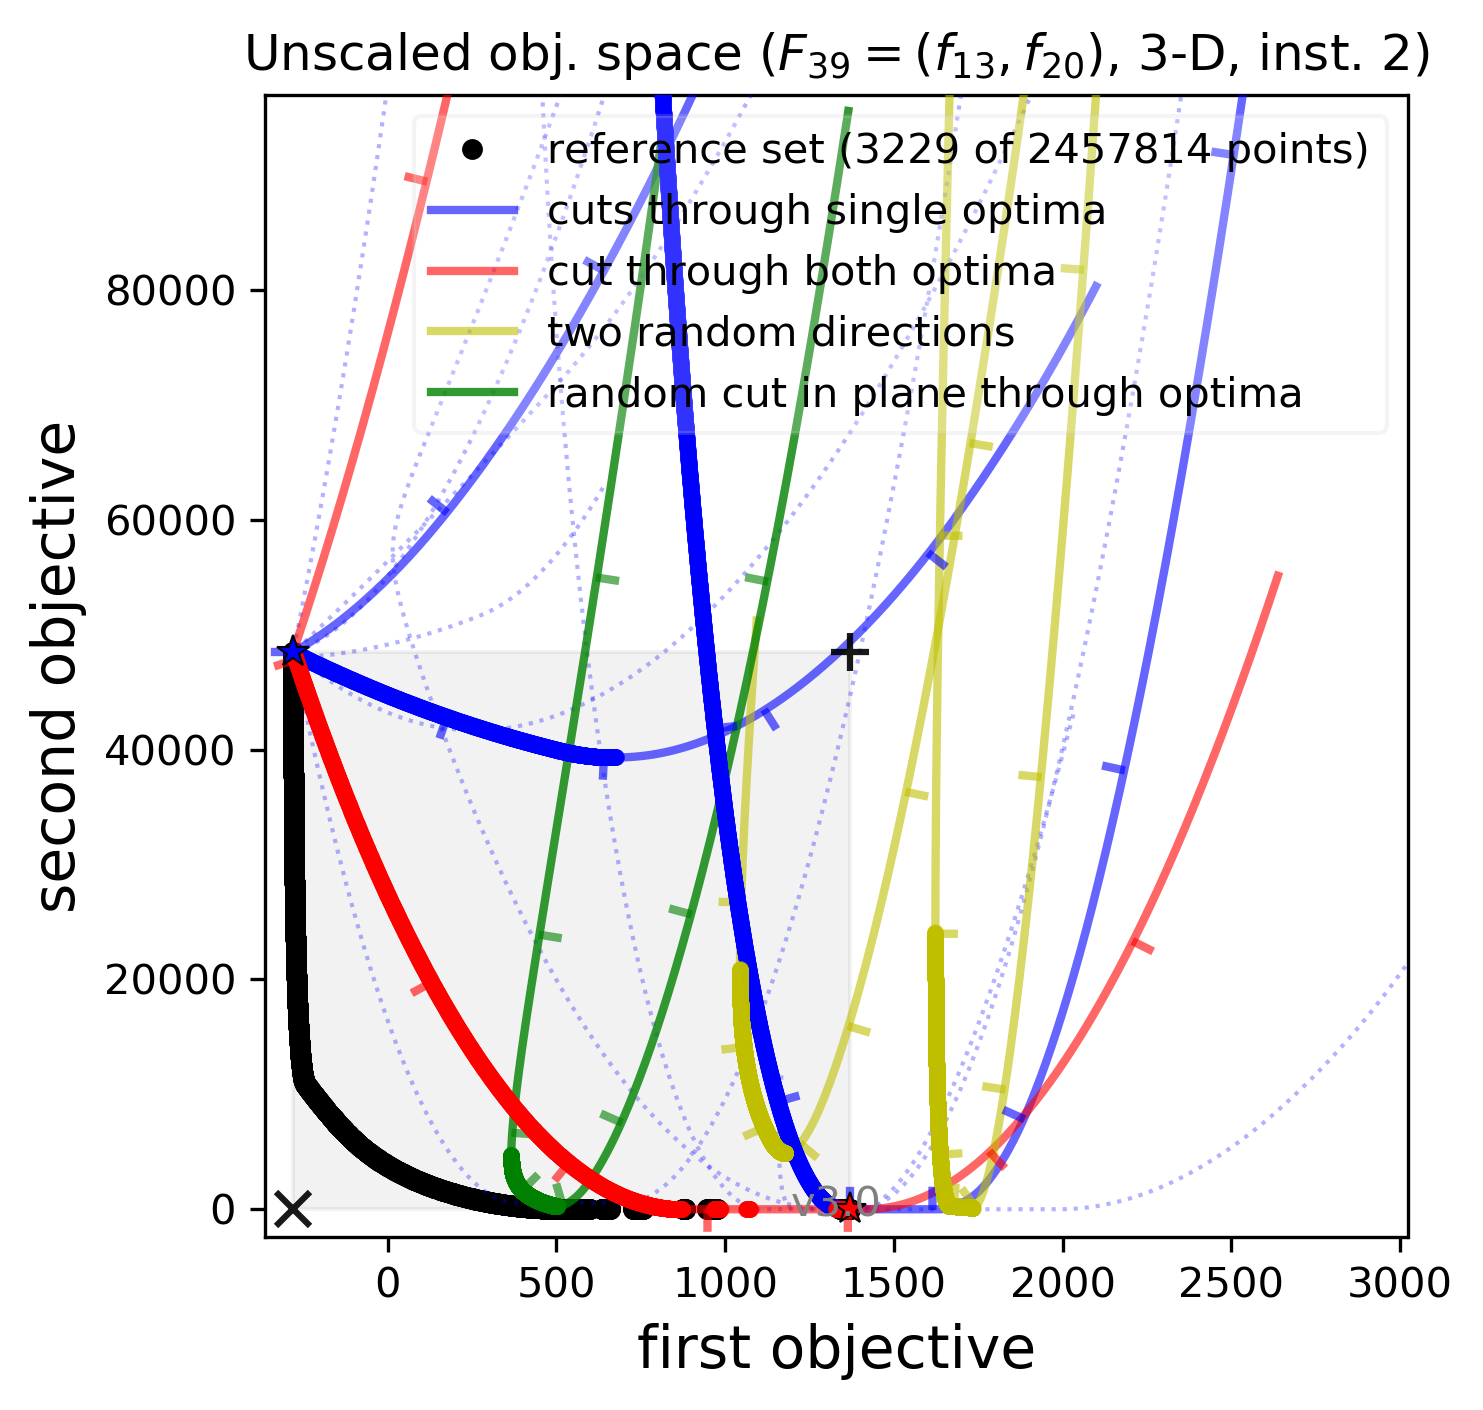 Unscaled obj. space (F39 = (f13, f20), 3-D, inst. 2)
reference set (3229 of 2457814 points)
cuts through single optima
cut through both optima
two random directions
random cut in plane through optima
80000
60000
40000
20000
0
second objective
v3.0
0 500 1000 1500 2000 2500 3000
first objective